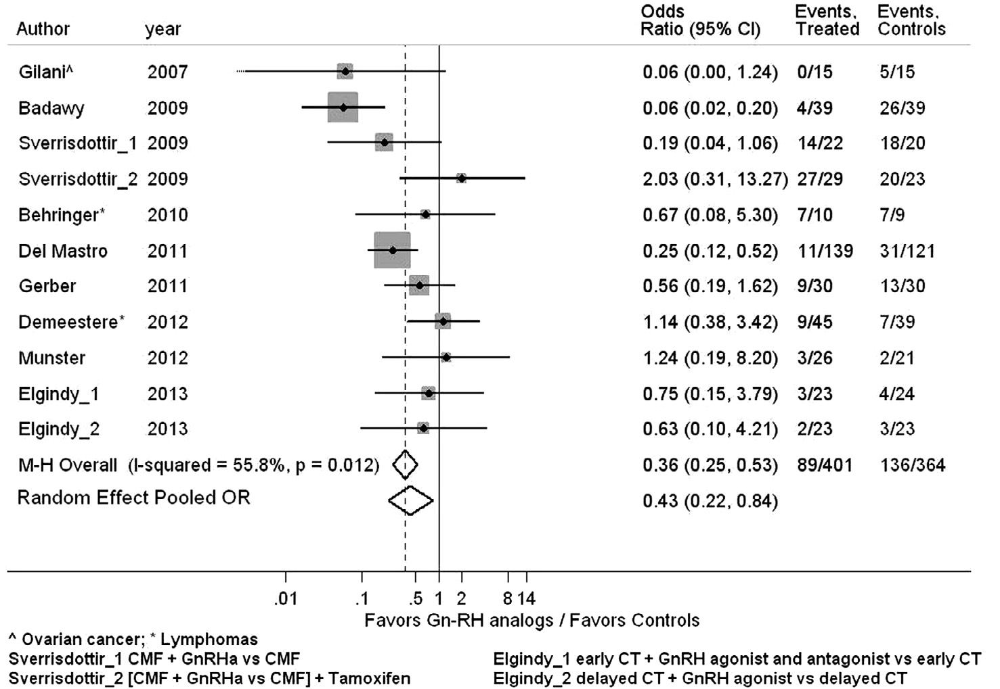 Author year Odds Ratio (95% CI) Events, Treated Events, Controls
Gilani^ 2007 0.06 (0.00, 1.24) 0/15 5/15
Badawy 2009 0.06 (0.02, 0.20) 4/39 26/39
Sverrisdottir_1 2009 0.19 (0.04, 1.06) 14/22 18/20
Sverrisdottir_2 2009 2.03 (0.31, 13.27) 27/29 20/23
Behringer* 2010 0.67 (0.08, 5.30) 7/10 7/9
Del Mastro 2011 0.25 (0.12, 0.52) 11/139 31/121
Gerber 2011 0.56 (0.19, 1.62) 9/30 13/30
Demeestere* 2012 1.14 (0.38, 3.42) 9/45 7/39
Munster 2012 1.24 (0.19, 8.20) 3/26 2/21
Elgindy_1 2013 0.75 (0.15, 3.79) 3/23 4/24
Elgindy_2 2013 0.63 (0.10, 4.21) 2/23 3/23
M-H Overall (I-squared = 55.8%, p = 0.012) 0.36 (0.25, 0.53) 89/401 136/364
Random Effect Pooled OR 0.43 (0.22, 0.84)
.01 .1 .5 1 2 8 14
Favors Gn-RH analogs / Favors Controls
^ Ovarian cancer; * Lymphomas
Sverrisdottir_1 CMF + GnRHa vs CMF
Sverrisdottir_2 [CMF + GnRHa vs CMF] + Tamoxifen
Elgindy_1 early CT + GnRH agonist and antagonist vs early CT
Elgindy_2 delayed CT + GnRH agonist vs delayed CT